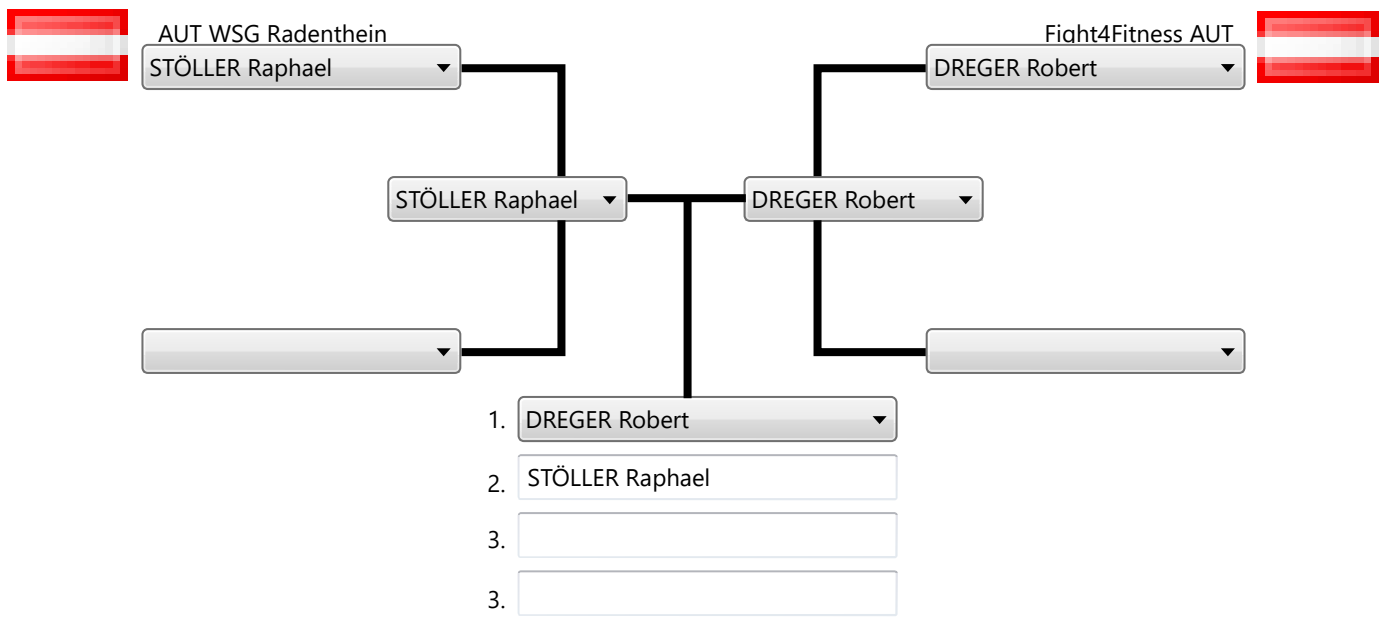 AUT WSG Radenthein
Fight4Fitness AUT
STÖLLER Raphael
DREGER Robert
STÖLLER Raphael
DREGER Robert
1. DREGER Robert
2. STÖLLER Raphael
3.
3.